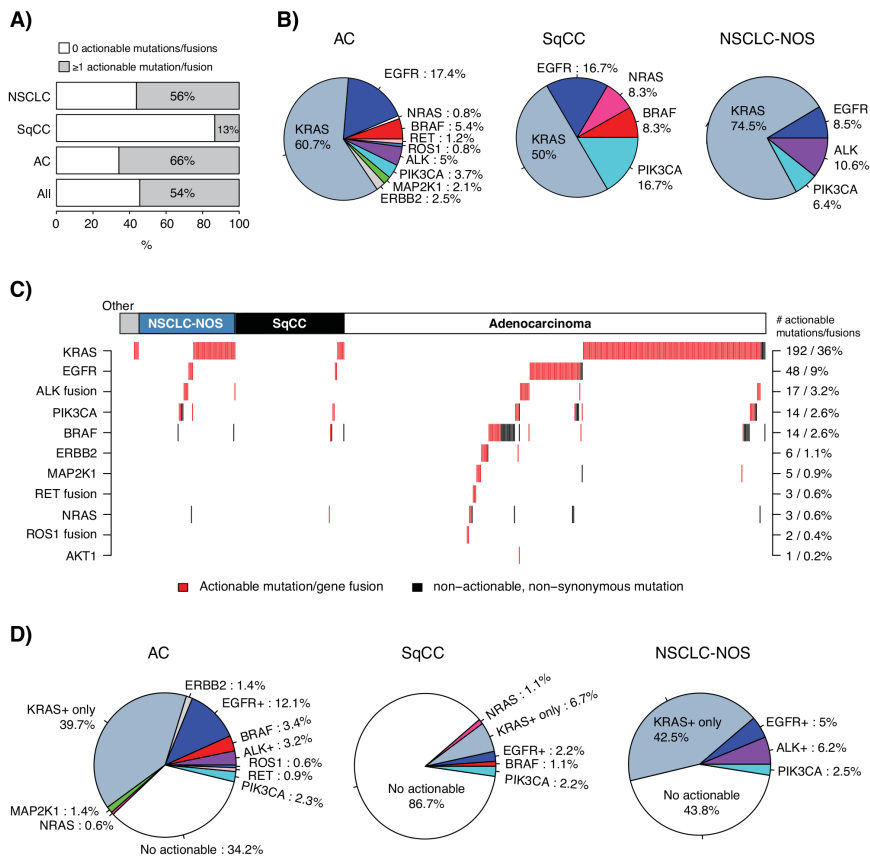 A)
0 actionable mutations/fusions
≥1 actionable mutation/fusion
NSCLC
56%
SqCC
13%
AC
66%
All
54%
0 20 40 60 80 100
%
B)
AC
EGFR : 17.4%
NRAS : 0.8%
BRAF : 5.4%
RET : 1.2%
ROS1 : 0.8%
ALK : 5%
PIK3CA : 3.7%
MAP2K1 : 2.1%
ERBB2 : 2.5%
KRAS
60.7%
SqCC
EGFR : 16.7%
NRAS
8.3%
BRAF
8.3%
KRAS
50%
PIK3CA
16.7%
NSCLC-NOS
KRAS
74.5%
EGFR
8.5%
ALK
10.6%
PIK3CA
6.4%
C)
Other
NSCLC-NOS
SqCC
Adenocarcinoma
# actionable
mutations/fusions
KRAS 192 / 36%
EGFR 48 / 9%
ALK fusion 17 / 3.2%
PIK3CA 14 / 2.6%
BRAF 14 / 2.6%
ERBB2 6 / 1.1%
MAP2K1 5 / 0.9%
RET fusion 3 / 0.6%
NRAS 3 / 0.6%
ROS1 fusion 2 / 0.4%
AKT1 1 / 0.2%
Actionable mutation/gene fusion
non−actionable, non−synonymous mutation
D)
AC
ERBB2 : 1.4%
EGFR+ : 12.1%
KRAS+ only
39.7%
BRAF : 3.4%
ALK+ : 3.2%
ROS1 : 0.6%
RET : 0.9%
PIK3CA : 2.3%
MAP2K1 : 1.4%
NRAS : 0.6%
No actionable : 34.2%
SqCC
NRAS : 1.1%
KRAS+ only : 6.7%
EGFR+ : 2.2%
BRAF : 1.1%
PIK3CA : 2.2%
No actionable
86.7%
NSCLC-NOS
KRAS+ only
42.5%
EGFR+ : 5%
ALK+ : 6.2%
PIK3CA : 2.5%
No actionable
43.8%